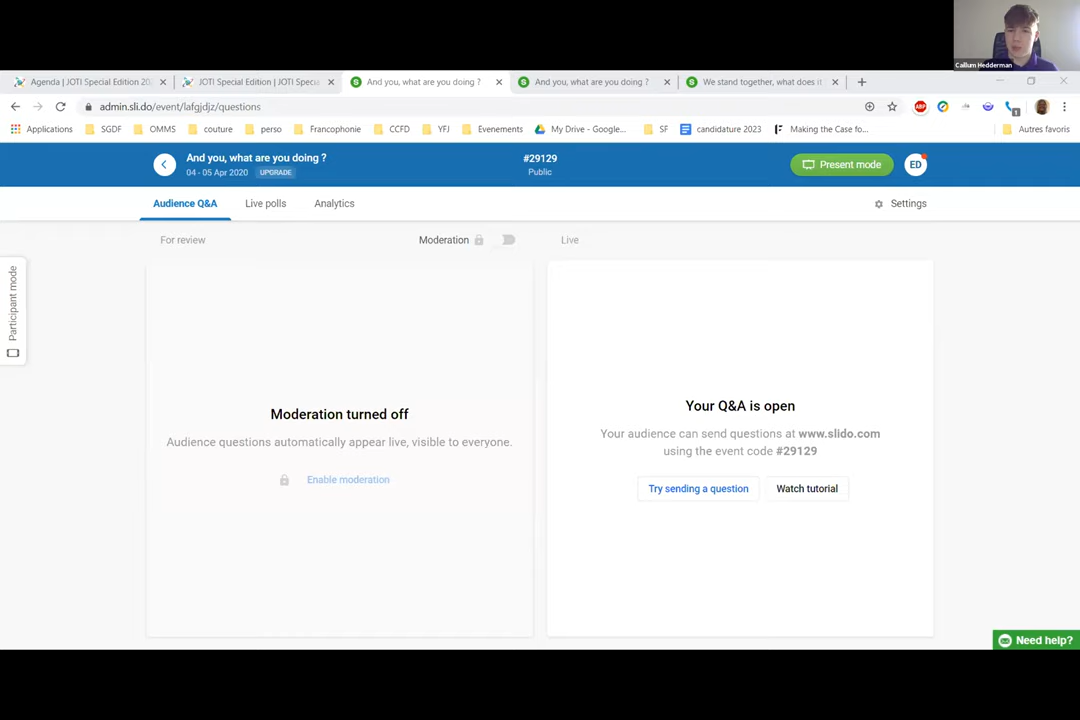 Callum Hedderman
Agenda | JOTI Special Edition 202
JOTI Special Edition | JOTI Specia
And you, what are you doing ?
And you, what are you doing ?
We stand together, what does it
admin.sli.do/event/lafgjdjz/questions
ABP
1
Applications
SGDF
OMMS
couture
perso
Francophonie
CCFD
YFJ
Evenements
My Drive - Google...
SF
candidature 2023
Making the Case fo...
Autres favoris
And you, what are you doing ?
04 - 05 Apr 2020
UPGRADE
#29129
Public
Present mode
ED
Audience Q&A
Live polls
Analytics
Settings
For review
Moderation
Live
Participant mode
Moderation turned off
Audience questions automatically appear live, visible to everyone.
Enable moderation
Your Q&A is open
Your audience can send questions at www.slido.com
using the event code #29129
Try sending a question
Watch tutorial
Need help?